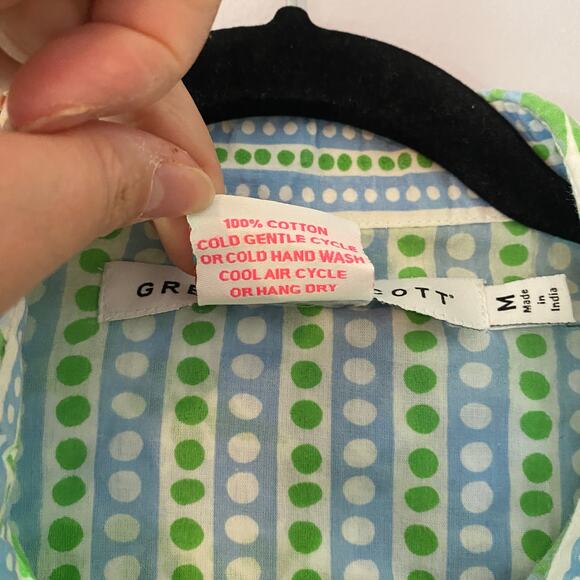 100% COTTON
COLD GENTLE CYCLE
OR COLD HAND WASH
COOL AIR CYCLE
OR HANG DRY
M
Made
in
India